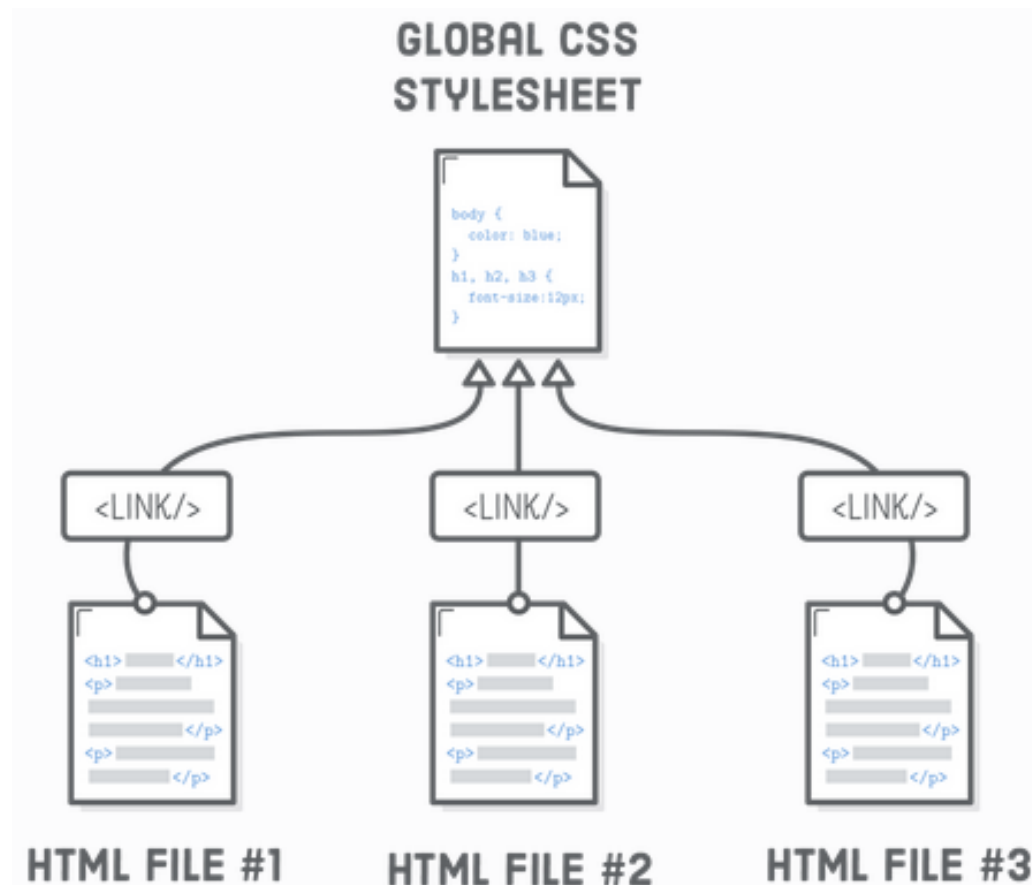 GLOBAL CSS
STYLESHEET
body {
color: blue;
}
h1, h2, h3 {
font-size:12px;
}
<LINK/>
<LINK/>
<LINK/>
<h1> </h1>
<p>
</p>
<p>
</p>
<h1> </h1>
<p>
</p>
<p>
</p>
<h1> </h1>
<p>
</p>
<p>
</p>
HTML FILE #1
HTML FILE #2
HTML FILE #3